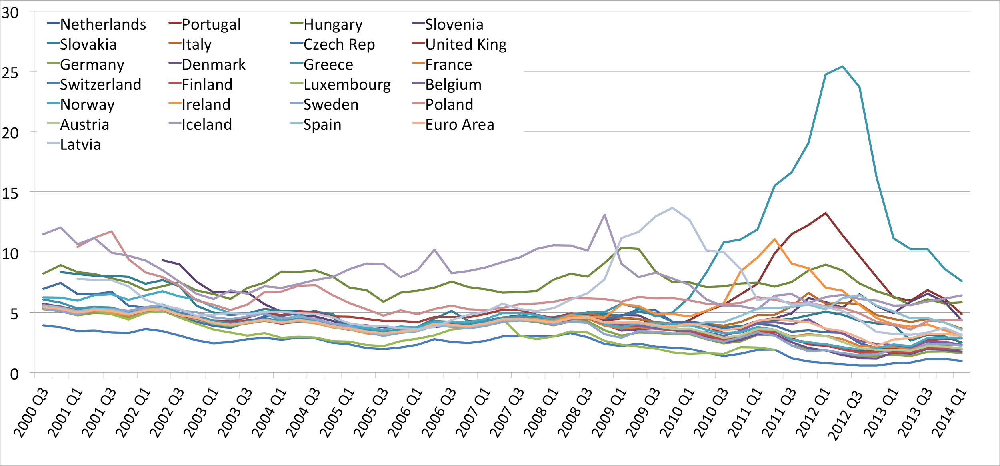 30
25
20
15
10
5
0
Netherlands Portugal Hungary Slovenia
Slovakia Italy Czech Rep United King
Germany Denmark Greece France
Switzerland Finland Luxembourg Belgium
Norway Ireland Sweden Poland
Austria Iceland Spain Euro Area
Latvia
2000 Q3
2001 Q1
2001 Q3
2002 Q1
2002 Q3
2003 Q1
2003 Q3
2004 Q1
2004 Q3
2005 Q1
2005 Q3
2006 Q1
2006 Q3
2007 Q1
2007 Q3
2008 Q1
2008 Q3
2009 Q1
2009 Q3
2010 Q1
2010 Q3
2011 Q1
2011 Q3
2012 Q1
2012 Q3
2013 Q1
2013 Q3
2014 Q1